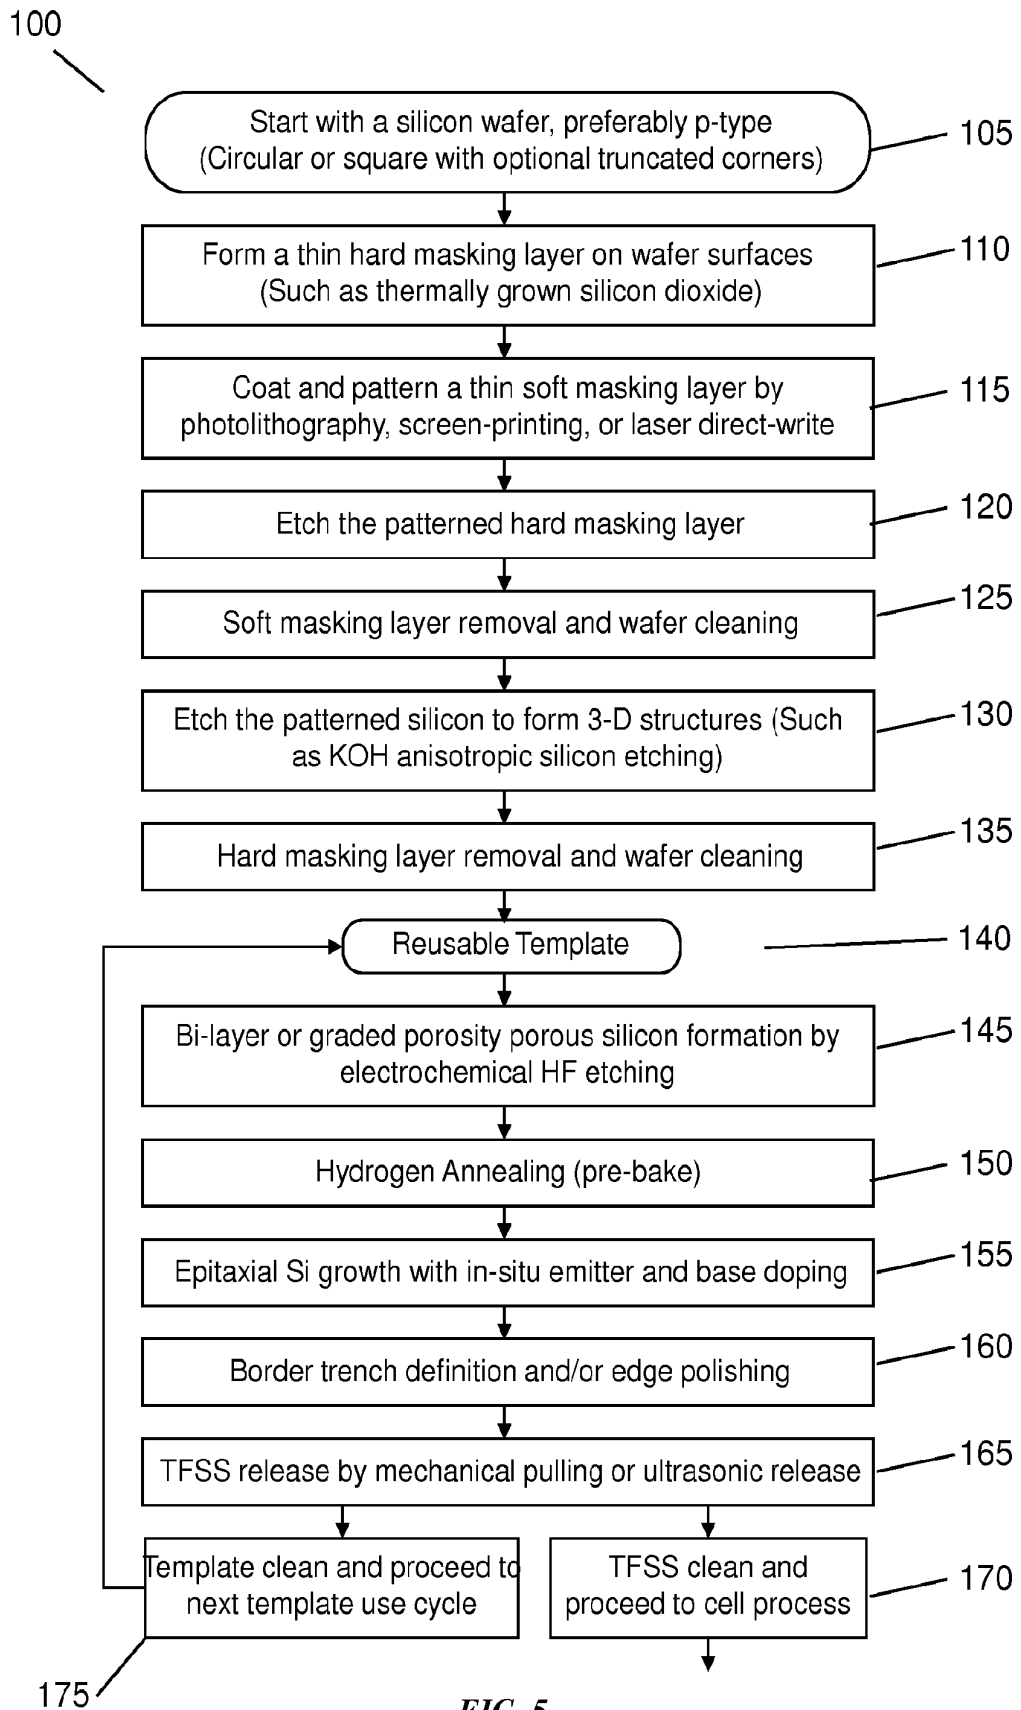 100
Start with a silicon wafer, preferably p-type
(Circular or square with optional truncated corners)
105
Form a thin hard masking layer on wafer surfaces
(Such as thermally grown silicon dioxide)
110
Coat and pattern a thin soft masking layer by
photolithography, screen-printing, or laser direct-write
115
Etch the patterned hard masking layer
120
Soft masking layer removal and wafer cleaning
125
Etch the patterned silicon to form 3-D structures (Such
as KOH anisotropic silicon etching)
130
Hard masking layer removal and wafer cleaning
135
Reusable Template
140
Bi-layer or graded porosity porous silicon formation by
electrochemical HF etching
145
Hydrogen Annealing (pre-bake)
150
Epitaxial Si growth with in-situ emitter and base doping
155
Border trench definition and/or edge polishing
160
TFSS release by mechanical pulling or ultrasonic release
165
Template clean and proceed to
next template use cycle
175
TFSS clean and
proceed to cell process
170
FIG. 5